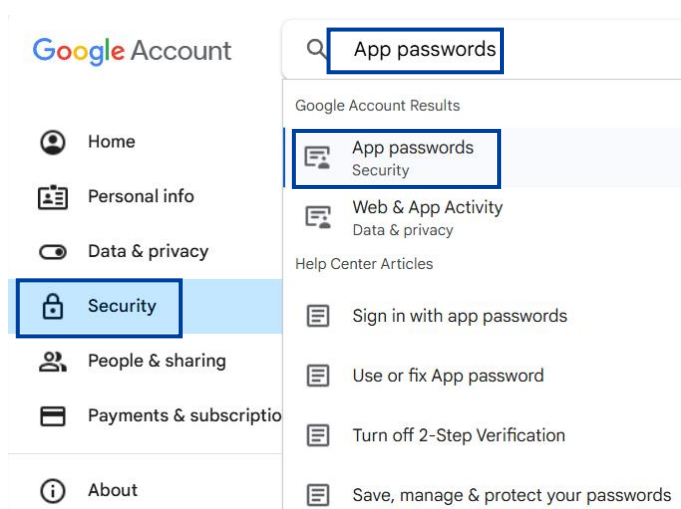 Google Account
App passwords
Home
Personal info
Data & privacy
Security
People & sharing
Payments & subscriptio
About
Google Account Results
App passwords
Security
Web & App Activity
Data & privacy
Help Center Articles
Sign in with app passwords
Use or fix App password
Turn off 2-Step Verification
Save, manage & protect your passwords